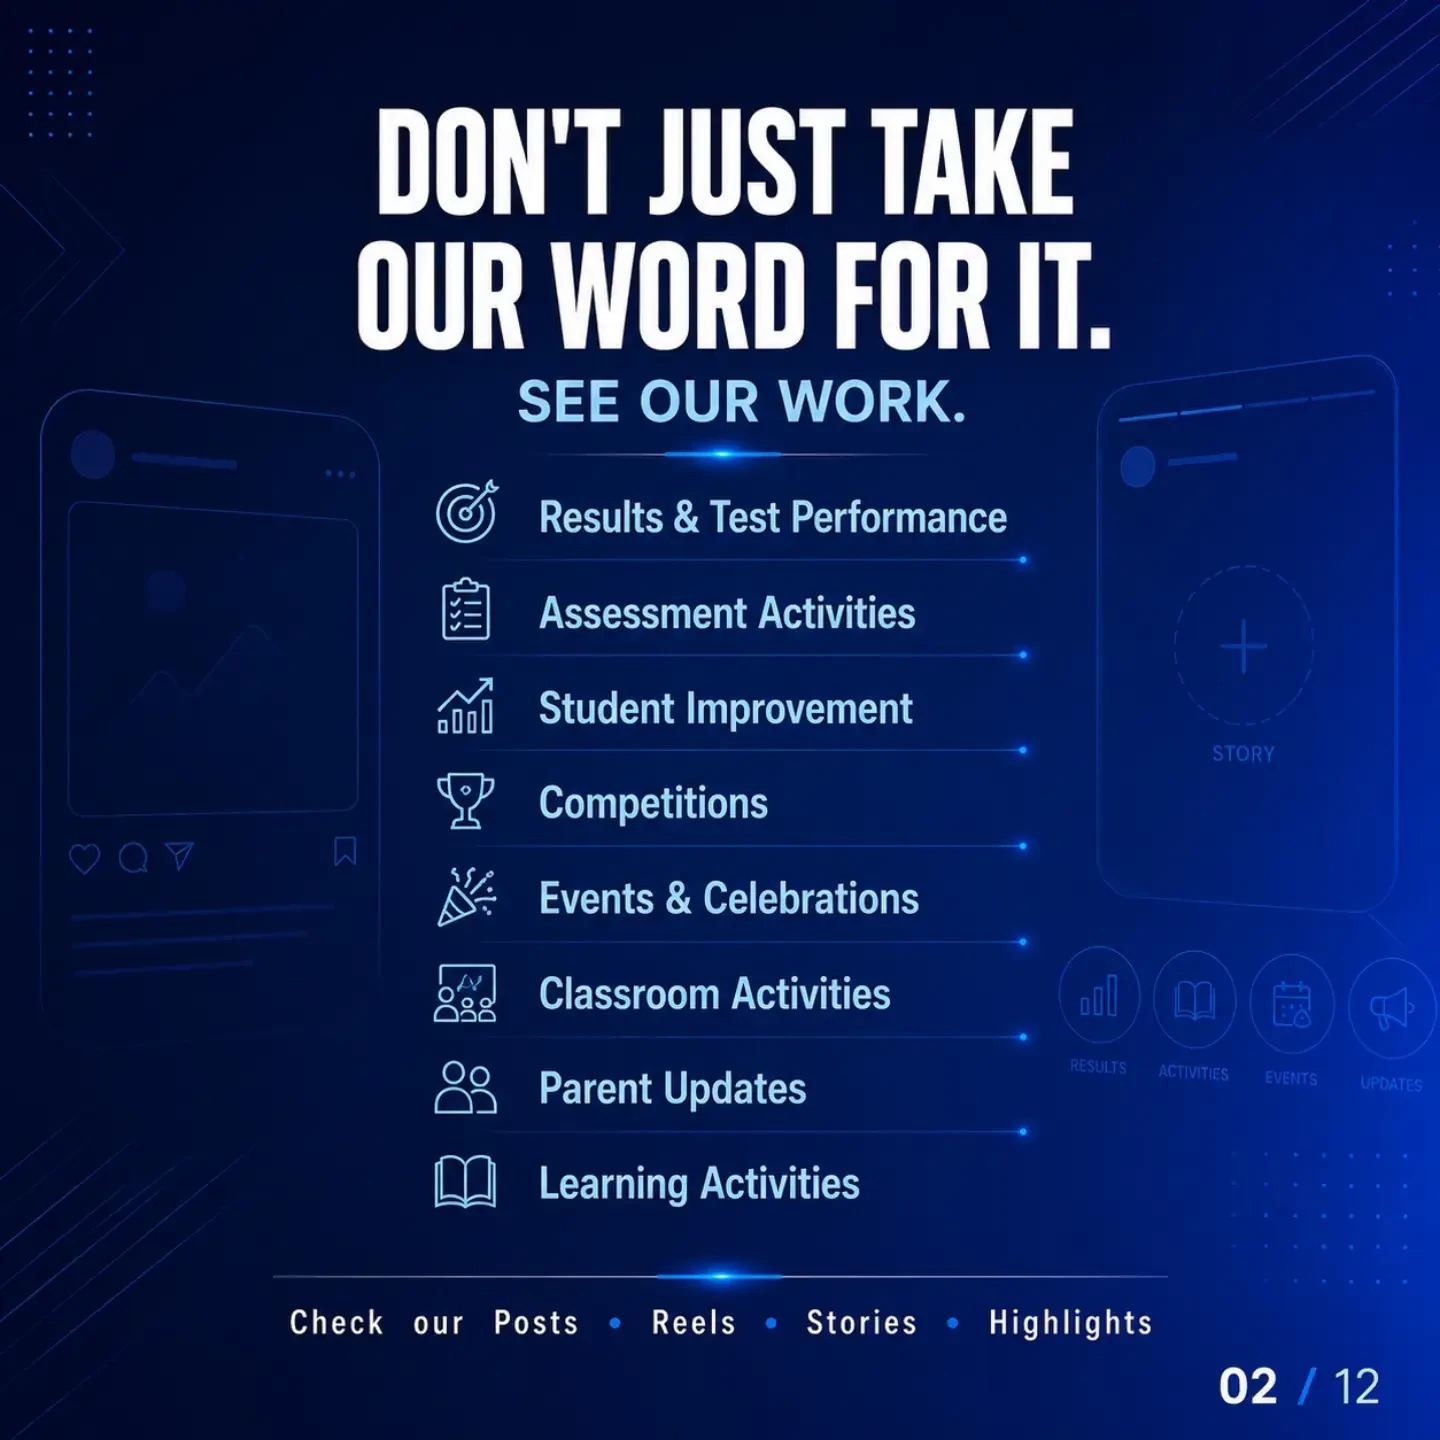 DON'T JUST TAKE
OUR WORD FOR IT.
SEE OUR WORK.
Results & Test Performance
Assessment Activities
Student Improvement
Competitions
Events & Celebrations
Classroom Activities
Parent Updates
Learning Activities
STORY
RESULTS
ACTIVITIES
EVENTS
UPDATES
Check our Posts • Reels • Stories • Highlights
02 / 12